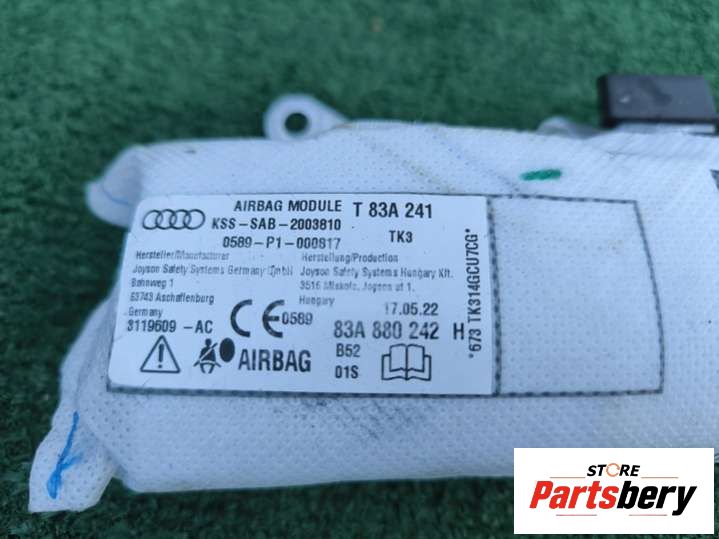 AIRBAG MODULE T 83A 241
KSS-SAB-2003810
0589-P1-000817 TK3
Hersteller/Manufacturer Herstellung/Production
Joyson Safety Systems Germany GmbH Joyson Safety Systems Hungary Kft.
Bahnweg 1 3516 Miskolc, Joyson ut 1.
63743 Aschaffenburg Hungary
Germany 17.05.22
3119609 -AC CE 0589 83A 880 242 H
AIRBAG B52
01S
*673 TK314GCU7CG*
STORE
Partsbery